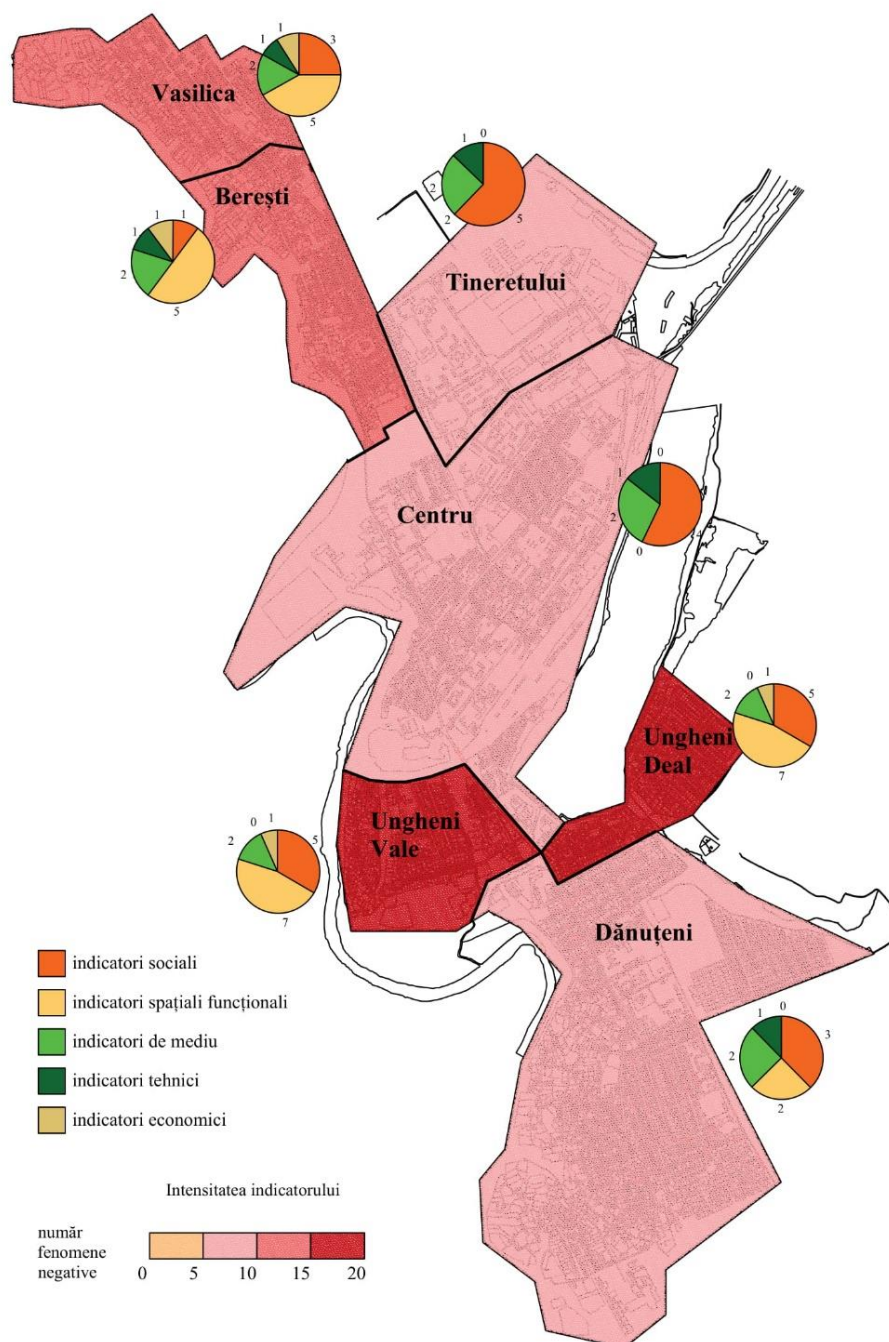 1
1
3
2
5
Vasilica
1
0
2
2
5
Berești
1
1
1
2
5
Tineretului
0
1
2
4
0
Centru
0
1
2
5
7
Ungheni
Deal
0
1
2
5
7
Ungheni
Vale
Dănuțeni
0
1
3
2
2
indicatori sociali
indicatori spațiali funcționali
indicatori de mediu
indicatori tehnici
indicatori economici
Intensitatea indicatorului
număr
fenomene
negative
0 5 10 15 20